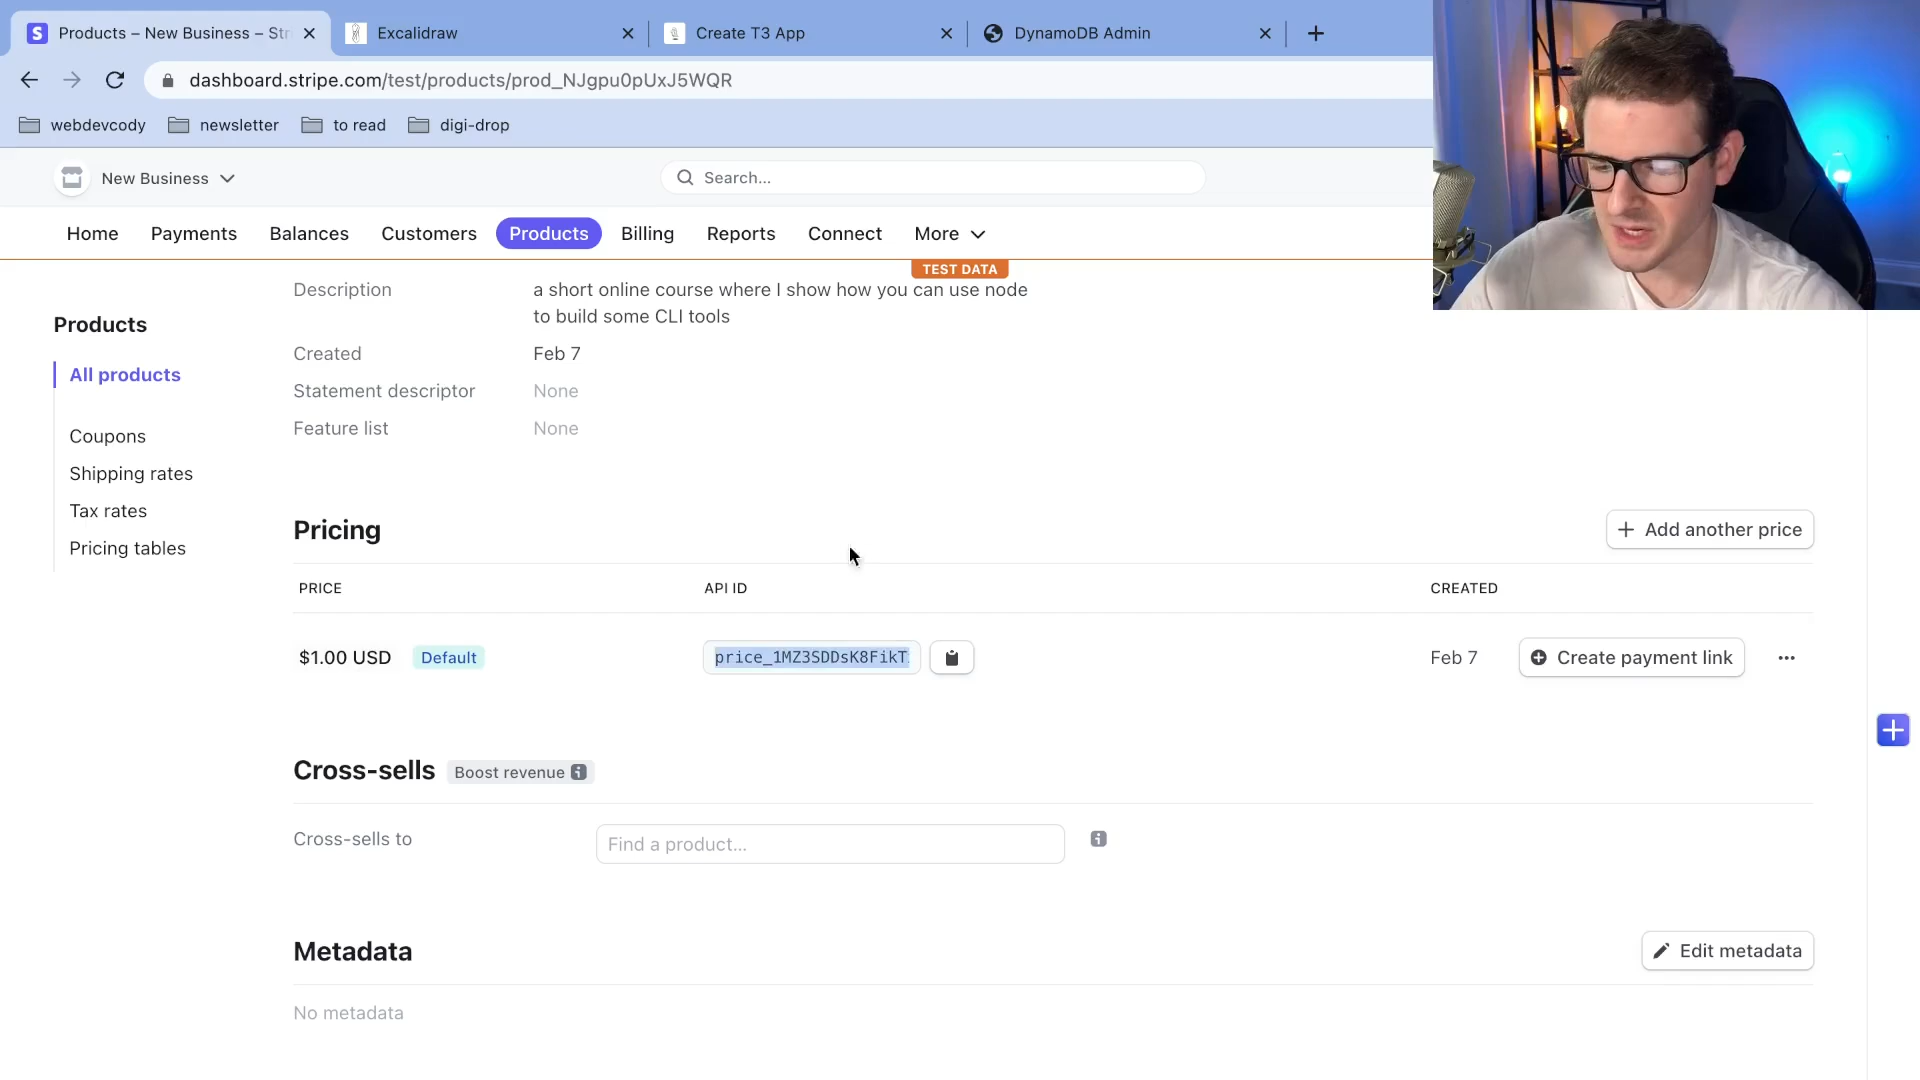 Products – New Business – Str
Excalidraw
Create T3 App
DynamoDB Admin
dashboard.stripe.com/test/products/prod_NJgpu0pUxJ5WQR
webdevcody
newsletter
to read
digi-drop
New Business
Search...
Home
Payments
Balances
Customers
Products
Billing
Reports
Connect
More
TEST DATA
Products
All products
Coupons
Shipping rates
Tax rates
Pricing tables
Description
a short online course where I show how you can use node
to build some CLI tools
Created
Feb 7
Statement descriptor
None
Feature list
None
Pricing
Add another price
PRICE
API ID
CREATED
$1.00 USD
Default
price_1MZ3SDDsK8FikT
Feb 7
Create payment link
Cross-sells
Boost revenue
Cross-sells to
Find a product...
Metadata
Edit metadata
No metadata